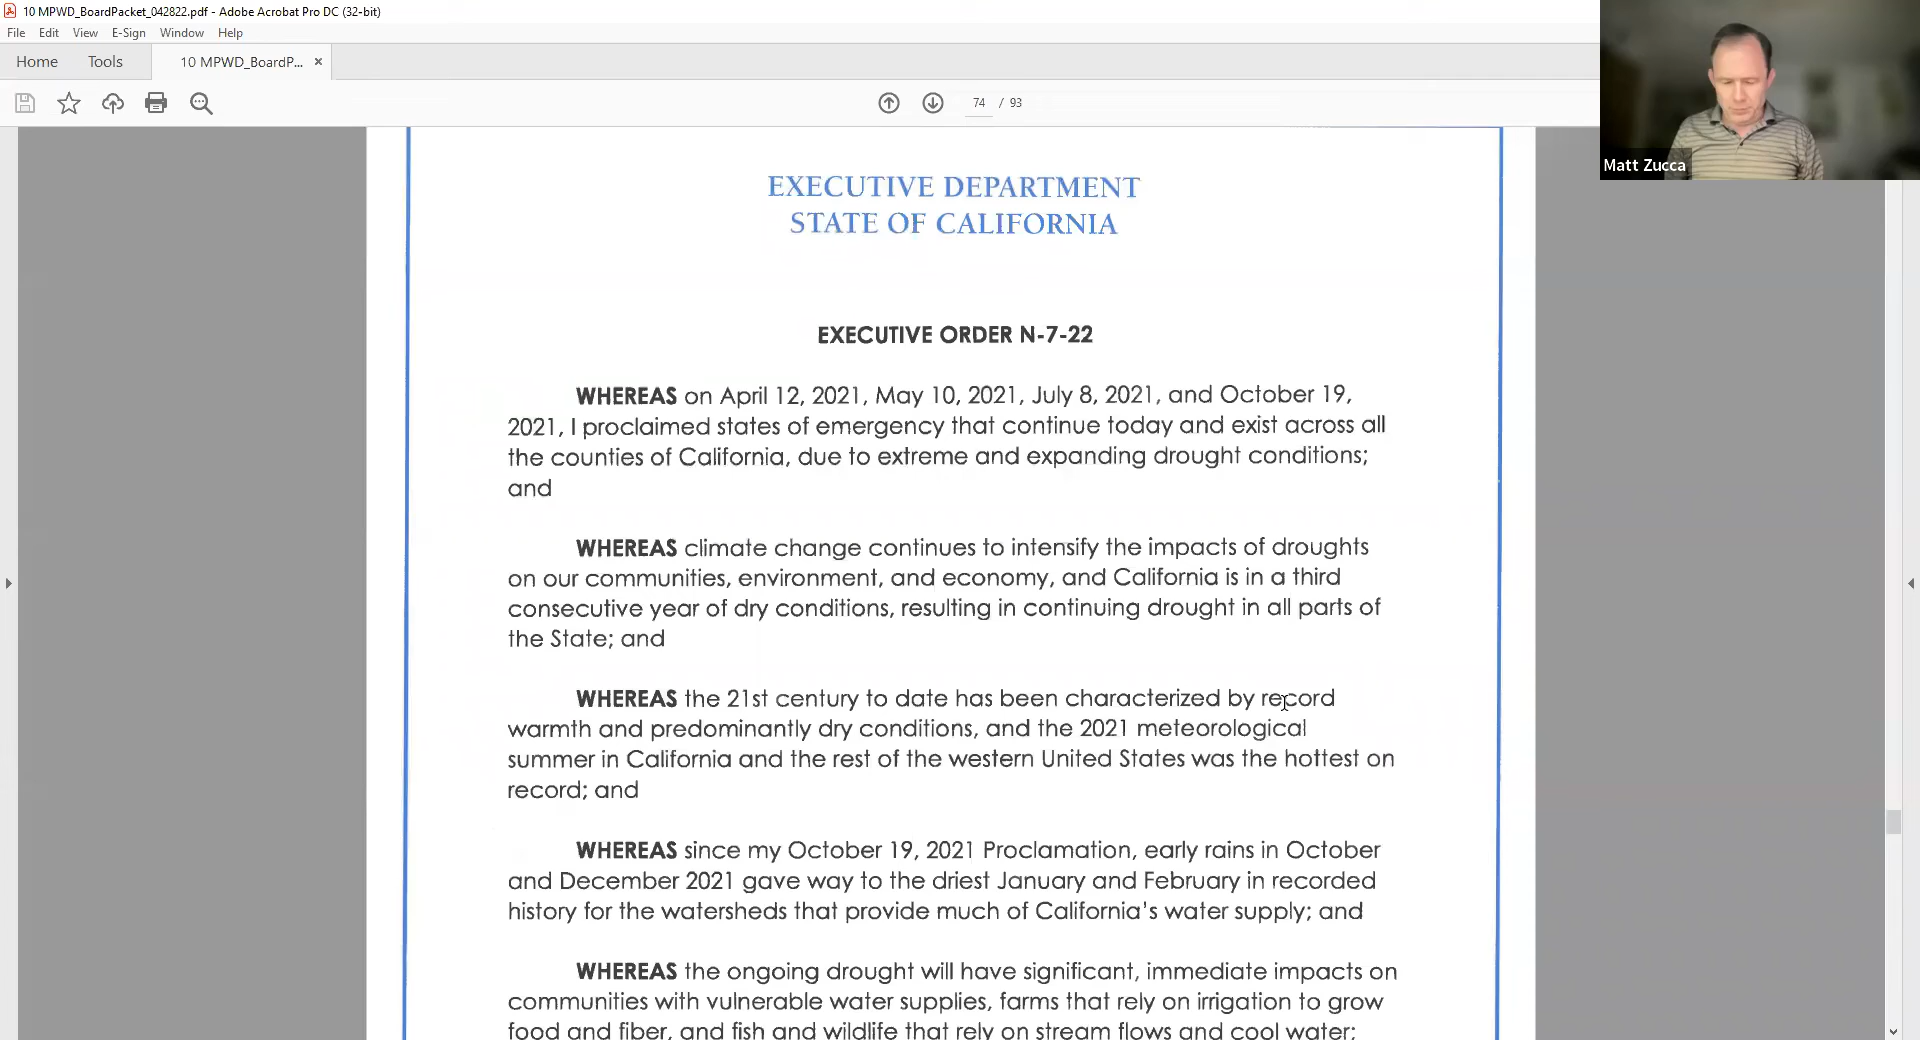 10 MPWD_BoardPacket_042822.pdf - Adobe Acrobat Pro DC (32-bit)
File Edit View E-Sign Window Help
Home Tools 10 MPWD_BoardP... ×
74 / 93
Matt Zucca
EXECUTIVE DEPARTMENT
STATE OF CALIFORNIA
EXECUTIVE ORDER N-7-22
WHEREAS on April 12, 2021, May 10, 2021, July 8, 2021, and October 19,
2021, I proclaimed states of emergency that continue today and exist across all
the counties of California, due to extreme and expanding drought conditions;
and
WHEREAS climate change continues to intensify the impacts of droughts
on our communities, environment, and economy, and California is in a third
consecutive year of dry conditions, resulting in continuing drought in all parts of
the State; and
WHEREAS the 21st century to date has been characterized by record
warmth and predominantly dry conditions, and the 2021 meteorological
summer in California and the rest of the western United States was the hottest on
record; and
WHEREAS since my October 19, 2021 Proclamation, early rains in October
and December 2021 gave way to the driest January and February in recorded
history for the watersheds that provide much of California's water supply; and
WHEREAS the ongoing drought will have significant, immediate impacts on
communities with vulnerable water supplies, farms that rely on irrigation to grow
food and fiber, and fish and wildlife that rely on stream flows and cool water;